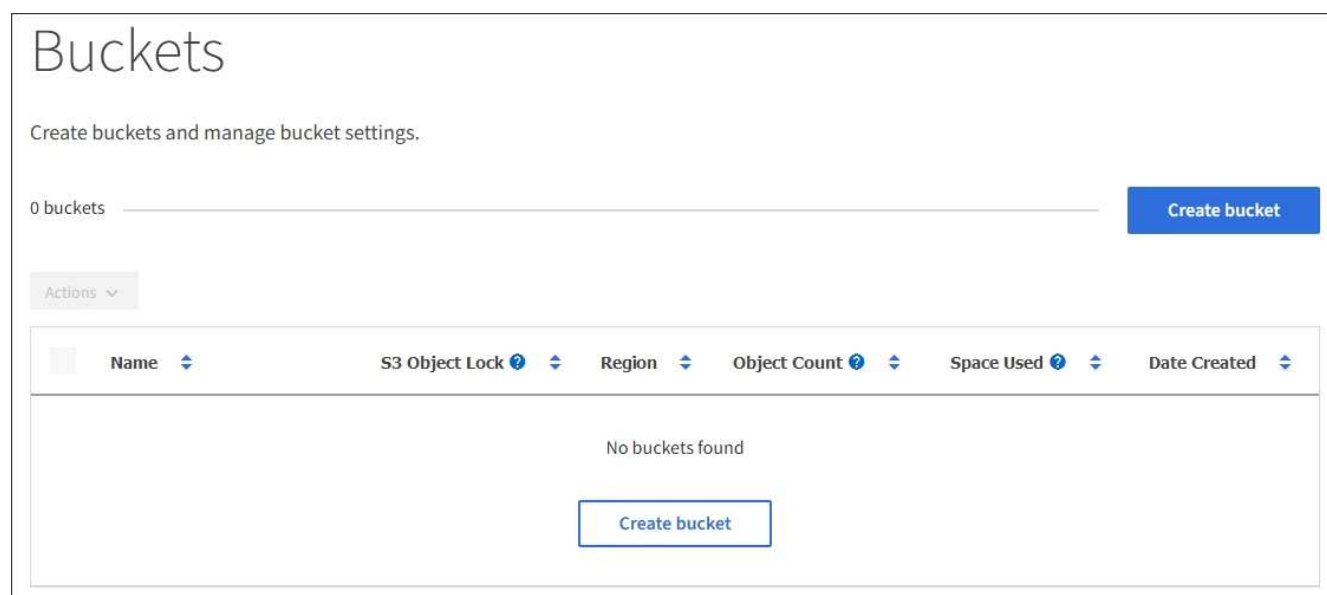 Buckets
Create buckets and manage bucket settings.
0 buckets
Create bucket
Actions
Name S3 Object Lock ? Region Object Count ? Space Used ? Date Created
No buckets found
Create bucket